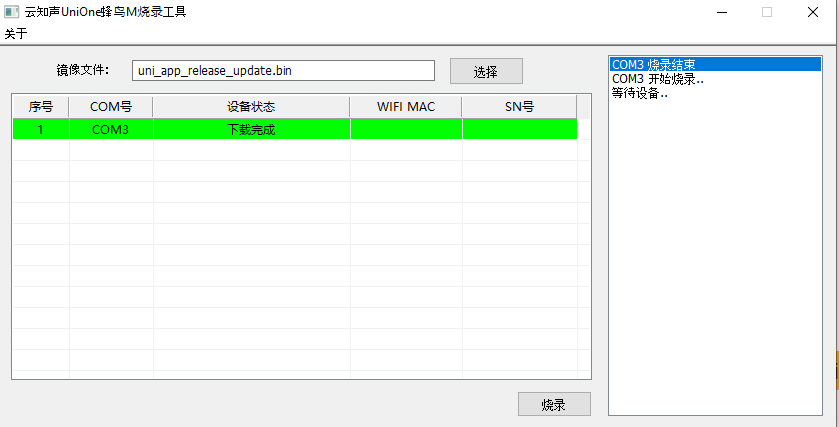 云知声UniOne蜂鸟M烧录工具
关于
镜像文件： uni_app_release_update.bin 选择
序号 COM号 设备状态 WIFI MAC SN号
1 COM3 下载完成
烧录
COM3 烧录结束
COM3 开始烧录..
等待设备..